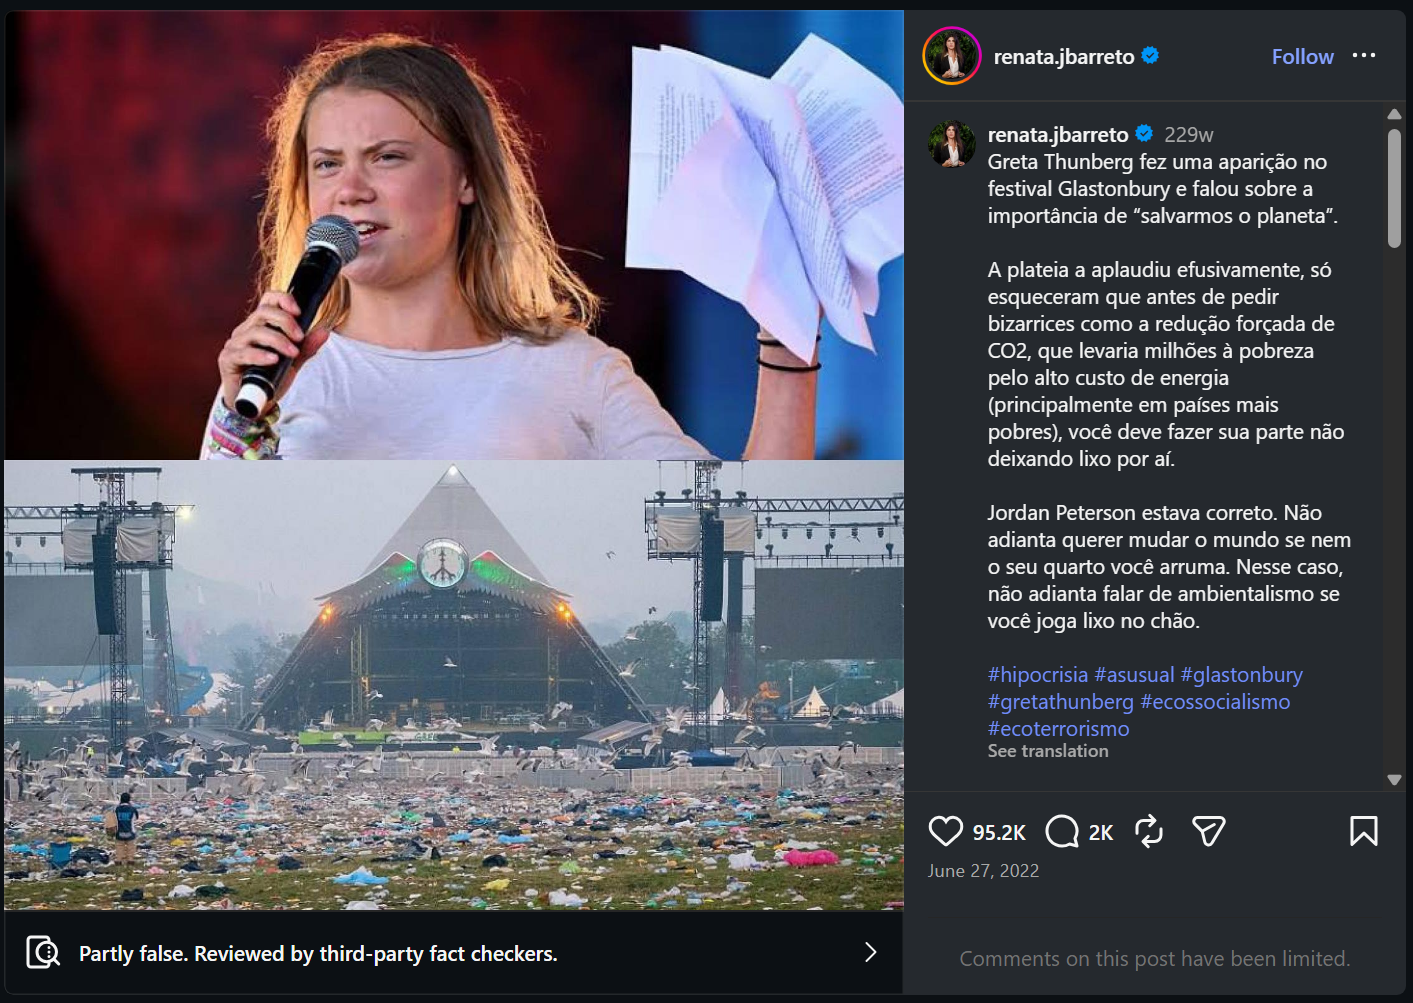 renata.jbarreto
Follow
renata.jbarreto 229w
Greta Thunberg fez uma aparição no
festival Glastonbury e falou sobre a
importância de “salvarmos o planeta”.
A plateia a aplaudiu efusivamente, só
esqueceram que antes de pedir
bizarrices como a redução forçada de
CO2, que levaria milhões à pobreza
pelo alto custo de energia
(principalmente em países mais
pobres), você deve fazer sua parte não
deixando lixo por aí.
Jordan Peterson estava correto. Não
adianta querer mudar o mundo se nem
o seu quarto você arruma. Nesse caso,
não adianta falar de ambientalismo se
você joga lixo no chão.
#hipocrisia #asusual #glastonbury
#gretathunberg #ecossocialismo
#ecoterrorismo
See translation
95.2K 2K
June 27, 2022
Comments on this post have been limited.
Partly false. Reviewed by third-party fact checkers.